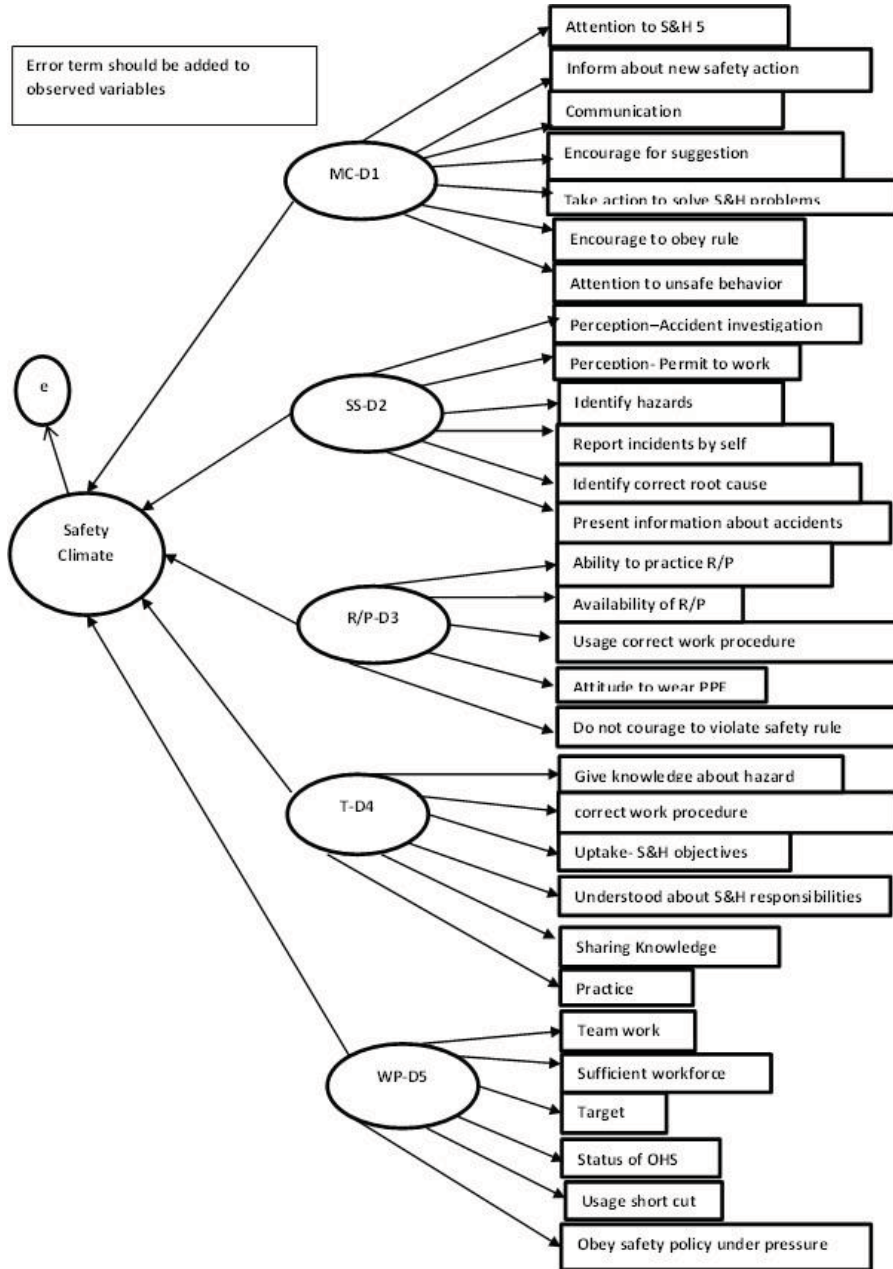 Attention to S&H 5
Error term should be added to
observed variables
Inform about new safety action
Communication
Encourage for suggestion
MC-D1
Take action to solve S&H problems
Encourage to obey rule
Attention to unsafe behavior
Perception–Accident investigation
Perception- Permit to work
e
SS-D2
Identify hazards
Report incidents by self
Identify correct root cause
Present information about accidents
Safety
Climate
Ability to practice R/P
Availability of R/P
R/P-D3
Usage correct work procedure
Attitude to wear PPE
Do not courage to violate safety rule
Give knowledge about hazard
T-D4
correct work procedure
Uptake- S&H objectives
Understood about S&H responsibilities
Sharing Knowledge
Practice
Team work
WP-D5
Sufficient workforce
Target
Status of OHS
Usage short cut
Obey safety policy under pressure